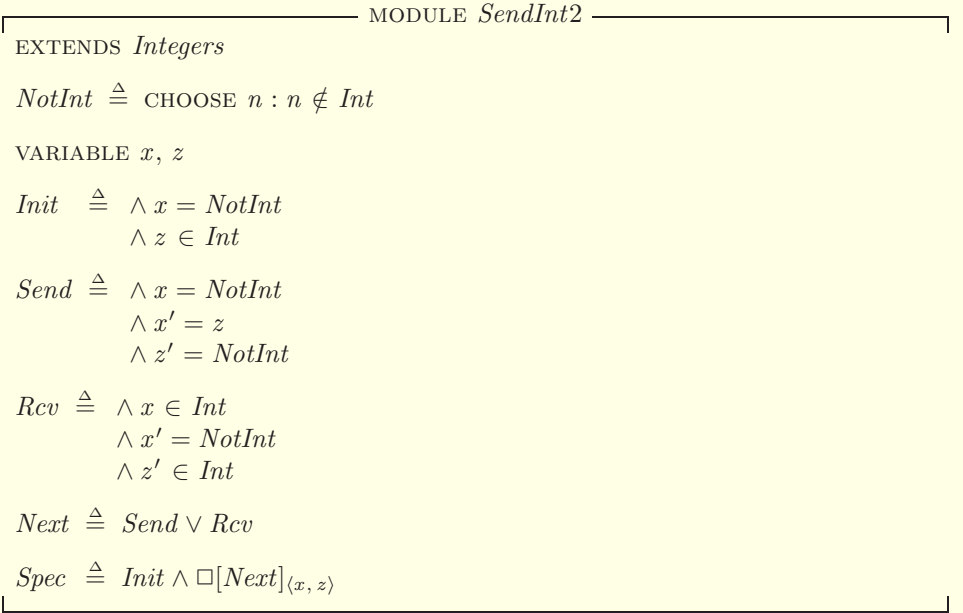 MODULE SendInt2
EXTENDS Integers
NotInt ≜ CHOOSE n : n ∉ Int
VARIABLE x, z
Init ≜ ∧ x = NotInt
∧ z ∈ Int
Send ≜ ∧ x = NotInt
∧ x′ = z
∧ z′ = NotInt
Rcv ≜ ∧ x ∈ Int
∧ x′ = NotInt
∧ z′ ∈ Int
Next ≜ Send ∨ Rcv
Spec ≜ Init ∧ □[Next]⟨x, z⟩